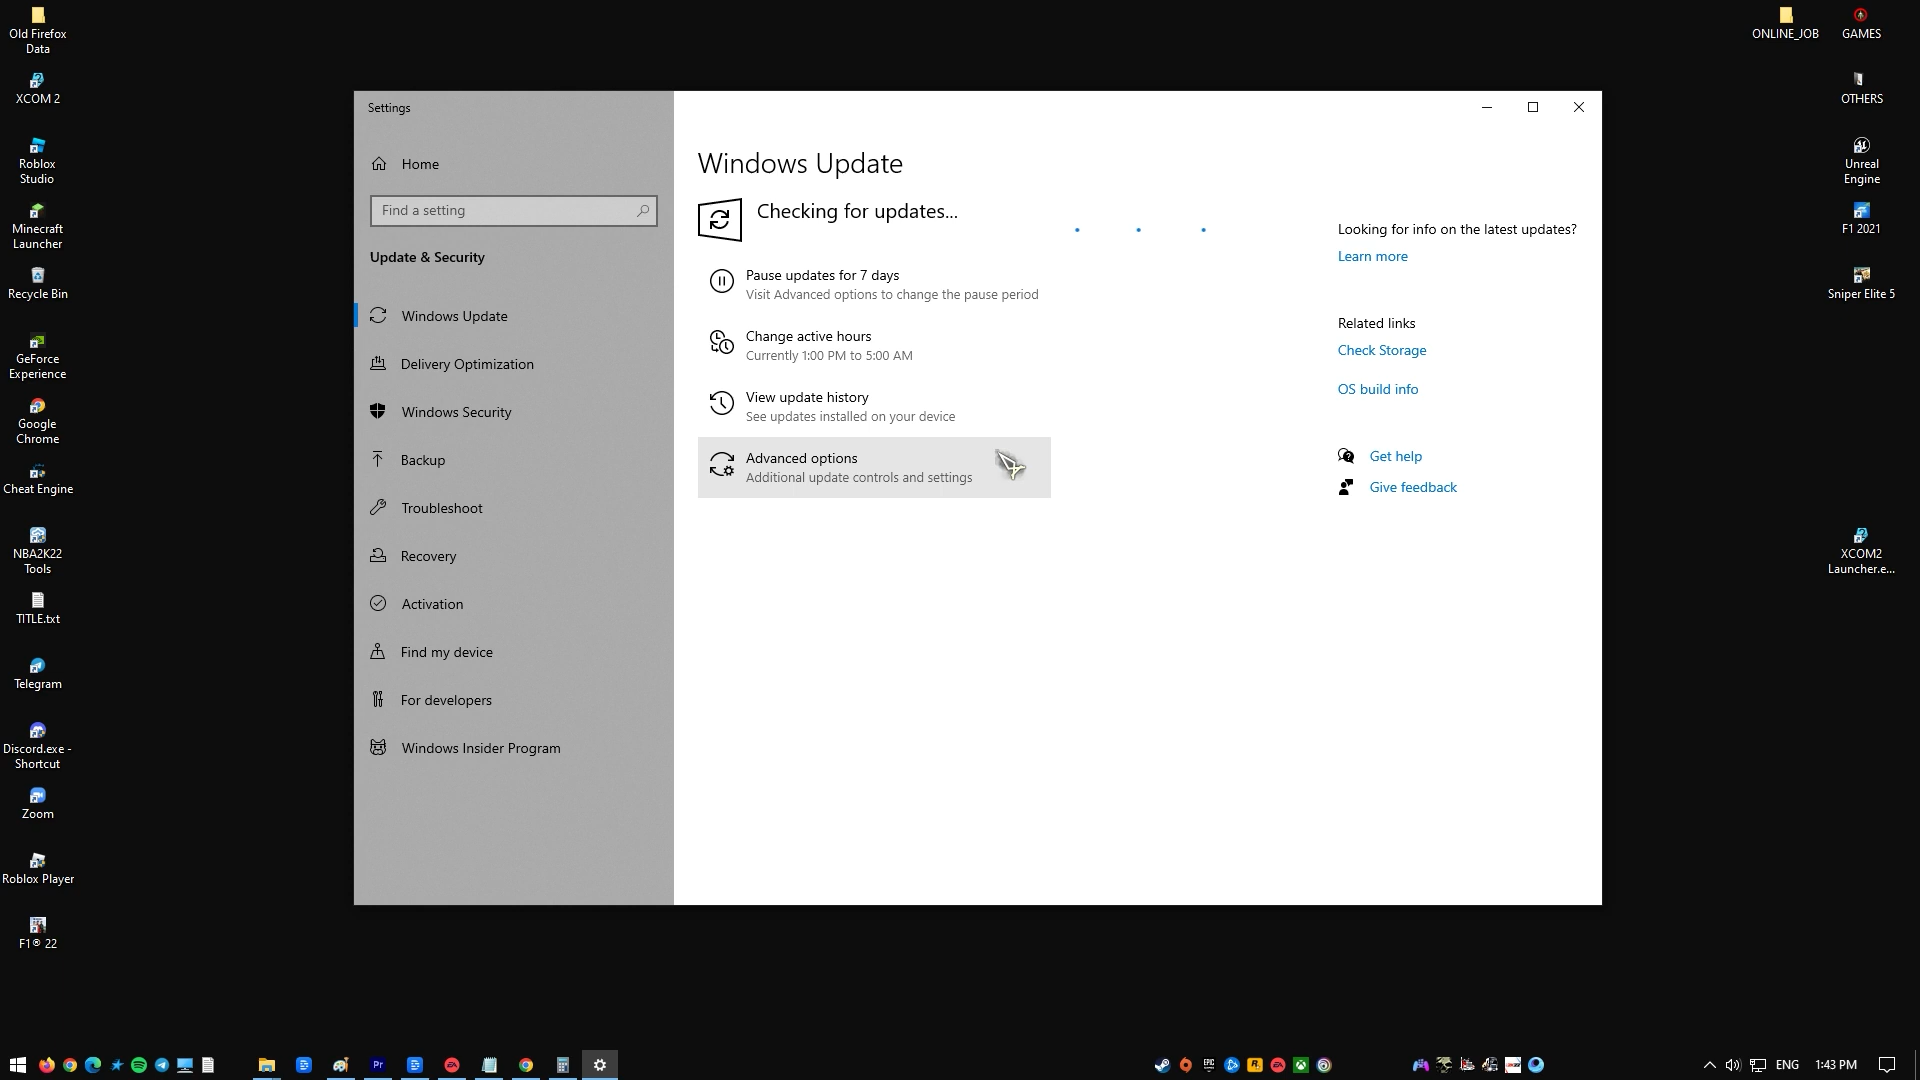 Old Firefox
Data
XCOM 2
Roblox
Studio
Minecraft
Launcher
Recycle Bin
GeForce
Experience
Google
Chrome
Cheat Engine
NBA2K22
Tools
TITLE.txt
Telegram
Discord.exe -
Shortcut
Zoom
Roblox Player
F1® 22
Settings
Home
Find a setting
Update & Security
Windows Update
Delivery Optimization
Windows Security
Backup
Troubleshoot
Recovery
Activation
Find my device
For developers
Windows Insider Program
Windows Update
Checking for updates...
Pause updates for 7 days
Visit Advanced options to change the pause period
Change active hours
Currently 1:00 PM to 5:00 AM
View update history
See updates installed on your device
Advanced options
Additional update controls and settings
Looking for info on the latest updates?
Learn more
Related links
Check Storage
OS build info
Get help
Give feedback
ONLINE_JOB
GAMES
OTHERS
Unreal
Engine
F1 2021
Sniper Elite 5
XCOM2
Launcher.e...
Pr
EA
EPIC
EA
ENG
1:43 PM